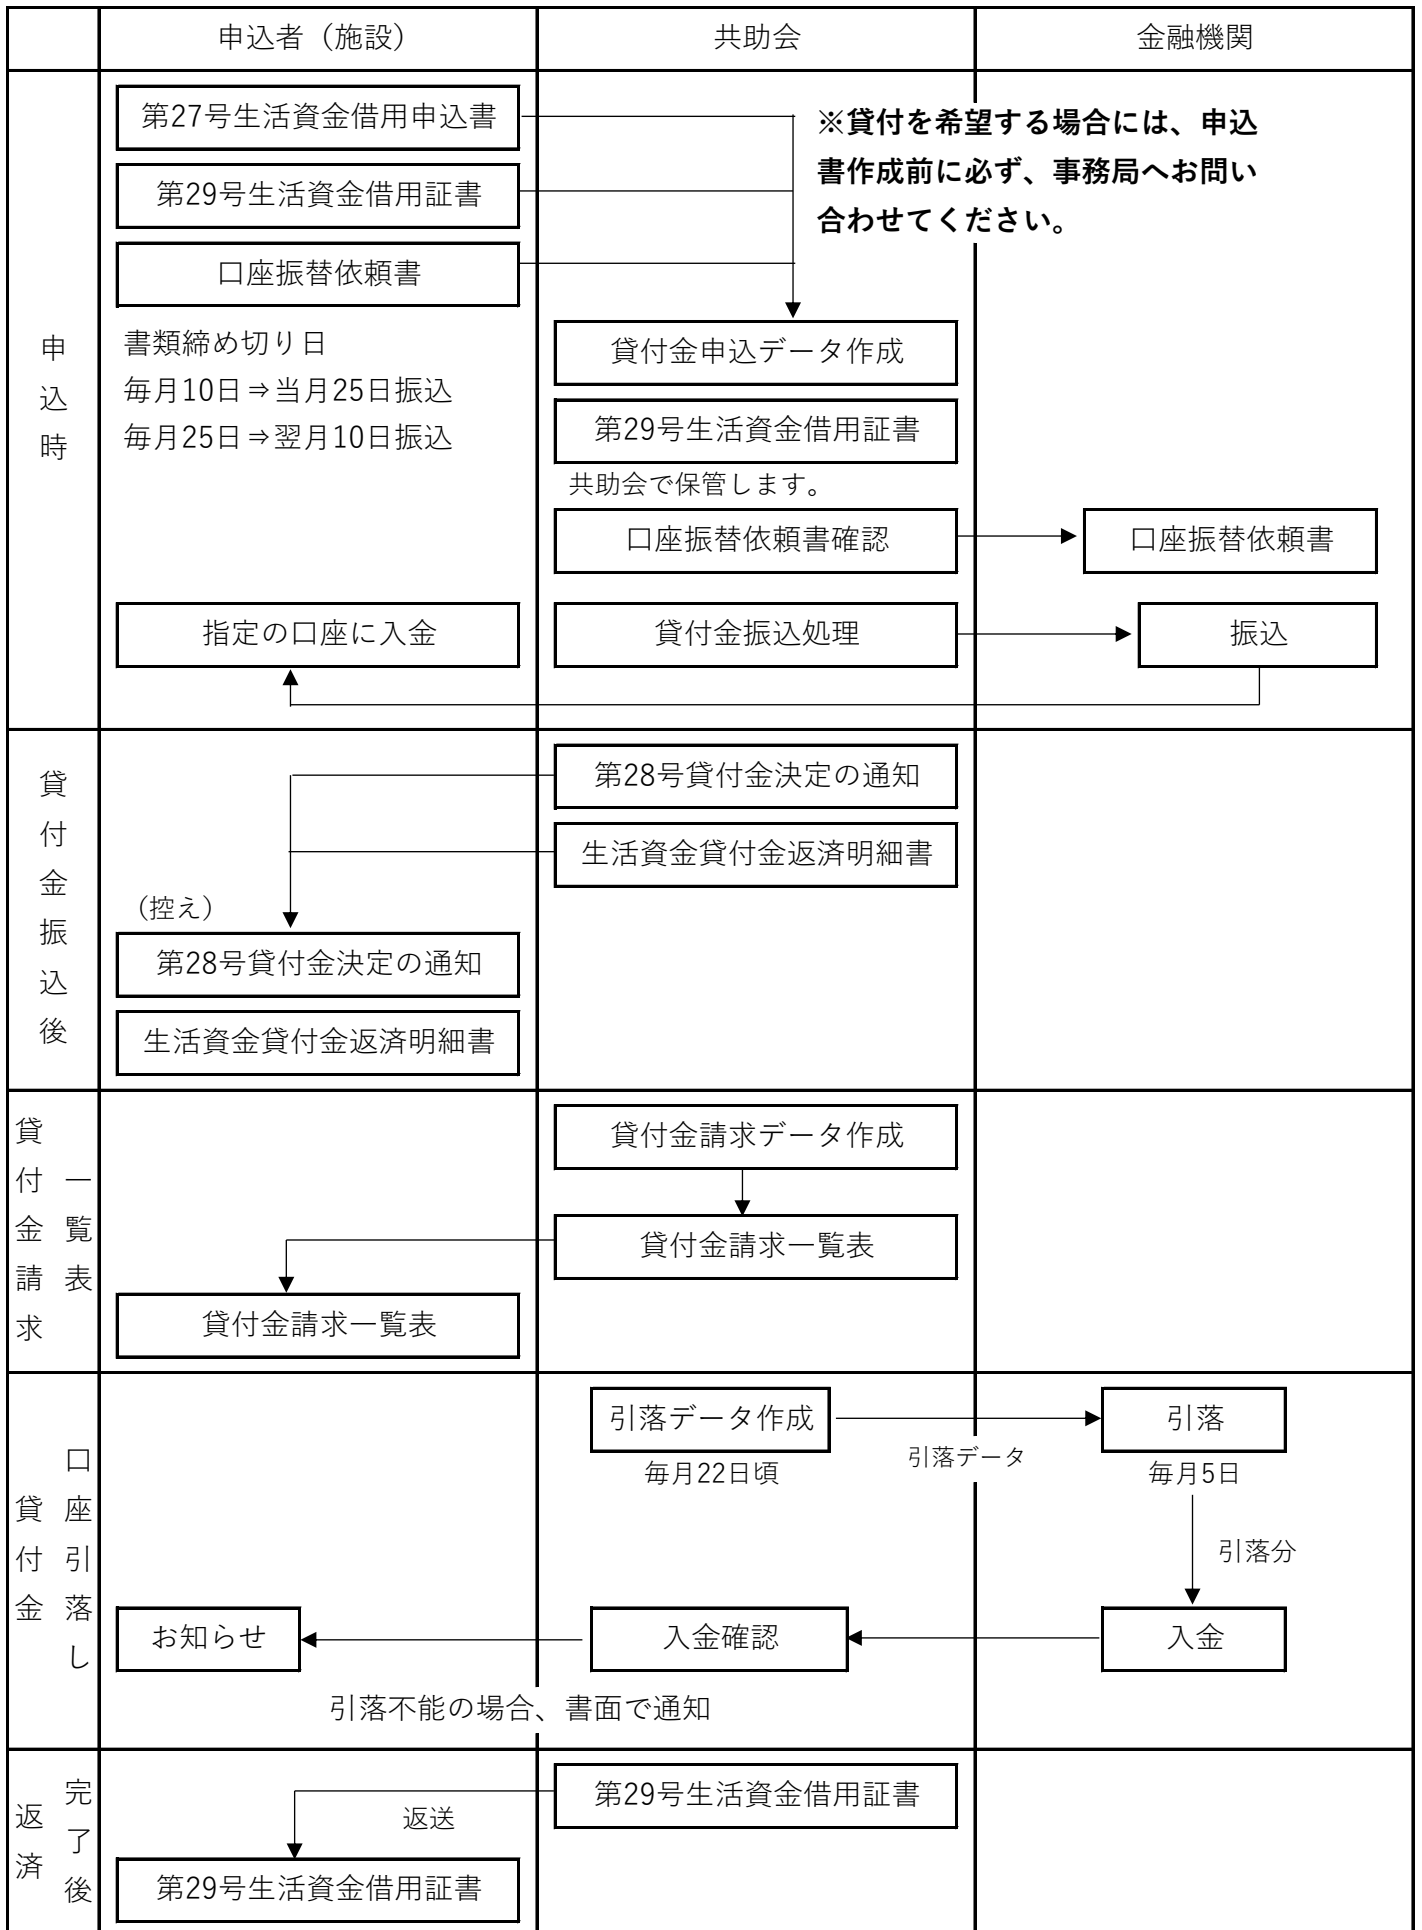 申込者（施設）
共助会
金融機関
申込時
第27号生活資金借用申込書
第29号生活資金借用証書
口座振替依頼書
書類締め切り日
毎月10日⇒当月25日振込
毎月25日⇒翌月10日振込
※貸付を希望する場合には、申込
書作成前に必ず、事務局へお問い
合わせてください。
貸付金申込データ作成
第29号生活資金借用証書
共助会で保管します。
口座振替依頼書確認
口座振替依頼書
指定の口座に入金
貸付金振込処理
振込
貸付金振込後
第28号貸付金決定の通知
生活資金貸付金返済明細書
（控え）
第28号貸付金決定の通知
生活資金貸付金返済明細書
貸付金請求
一覧表
貸付金請求データ作成
貸付金請求一覧表
貸付金請求一覧表
貸付金
口座引落し
引落データ作成
毎月22日頃
引落データ
引落
毎月5日
引落分
お知らせ
入金確認
入金
引落不能の場合、書面で通知
返済
完了後
第29号生活資金借用証書
返送
第29号生活資金借用証書